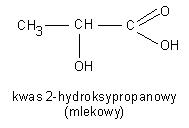 O
CH3 CH C
OH
OH
kwas 2-hydroksypropanowy
(mlekowy)